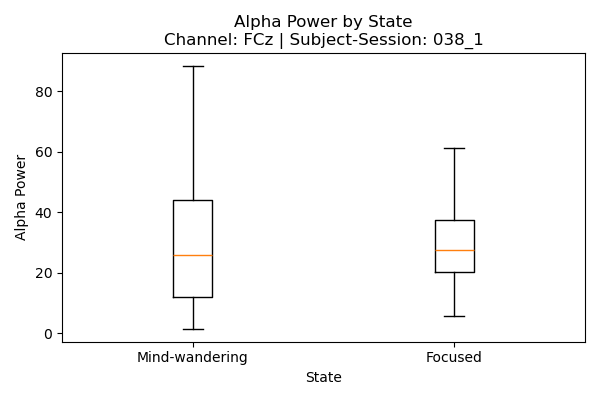 Alpha Power by State
Channel: FCz | Subject-Session: 038_1
Alpha Power
80
60
40
20
0
Mind-wandering
Focused
State